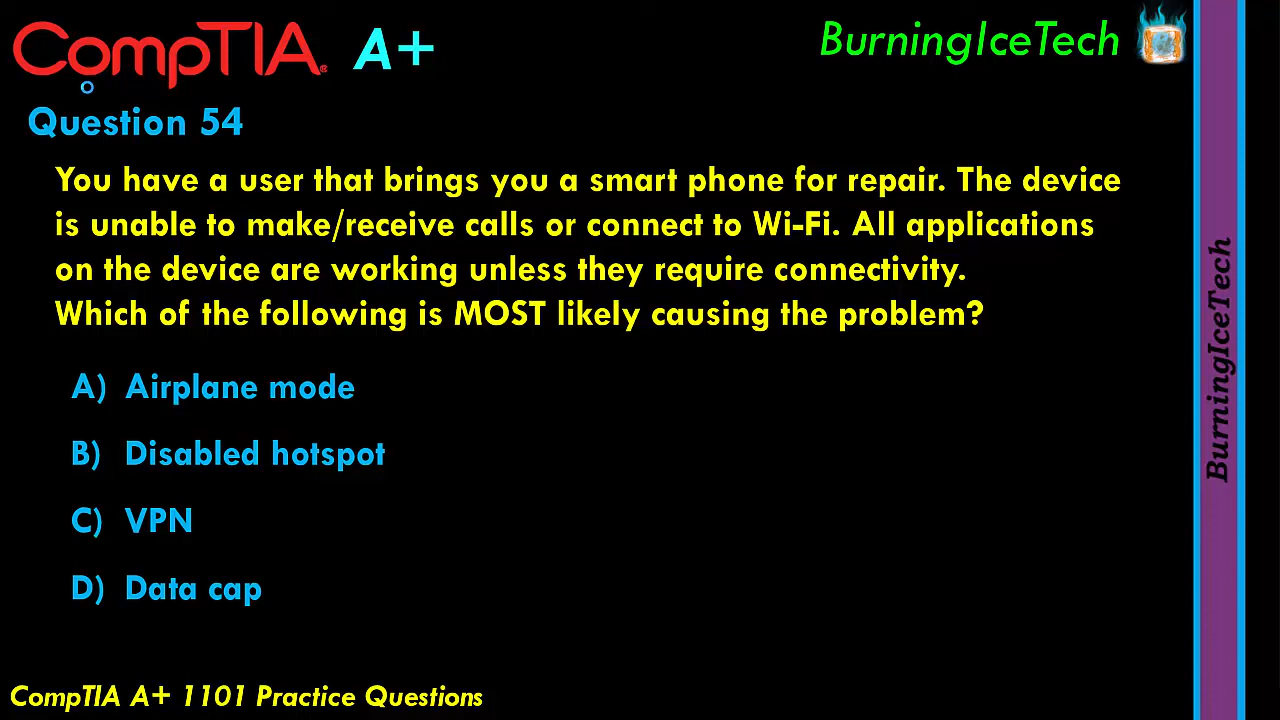 COMPTIA® A+
BurningIceTech
Question 54
You have a user that brings you a smart phone for repair. The device
is unable to make/receive calls or connect to Wi-Fi. All applications
on the device are working unless they require connectivity.
Which of the following is MOST likely causing the problem?
A) Airplane mode
B) Disabled hotspot
C) VPN
D) Data cap
CompTIA A+ 1101 Practice Questions
BurningIceTech